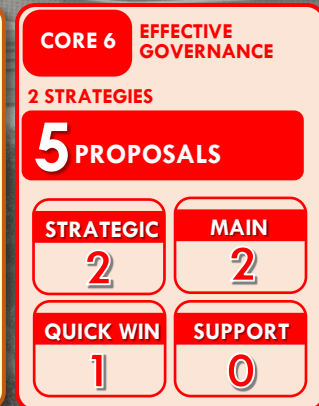 CORE 6
EFFECTIVE
GOVERNANCE
2 STRATEGIES
5 PROPOSALS
STRATEGIC
2
MAIN
2
QUICK WIN
1
SUPPORT
0